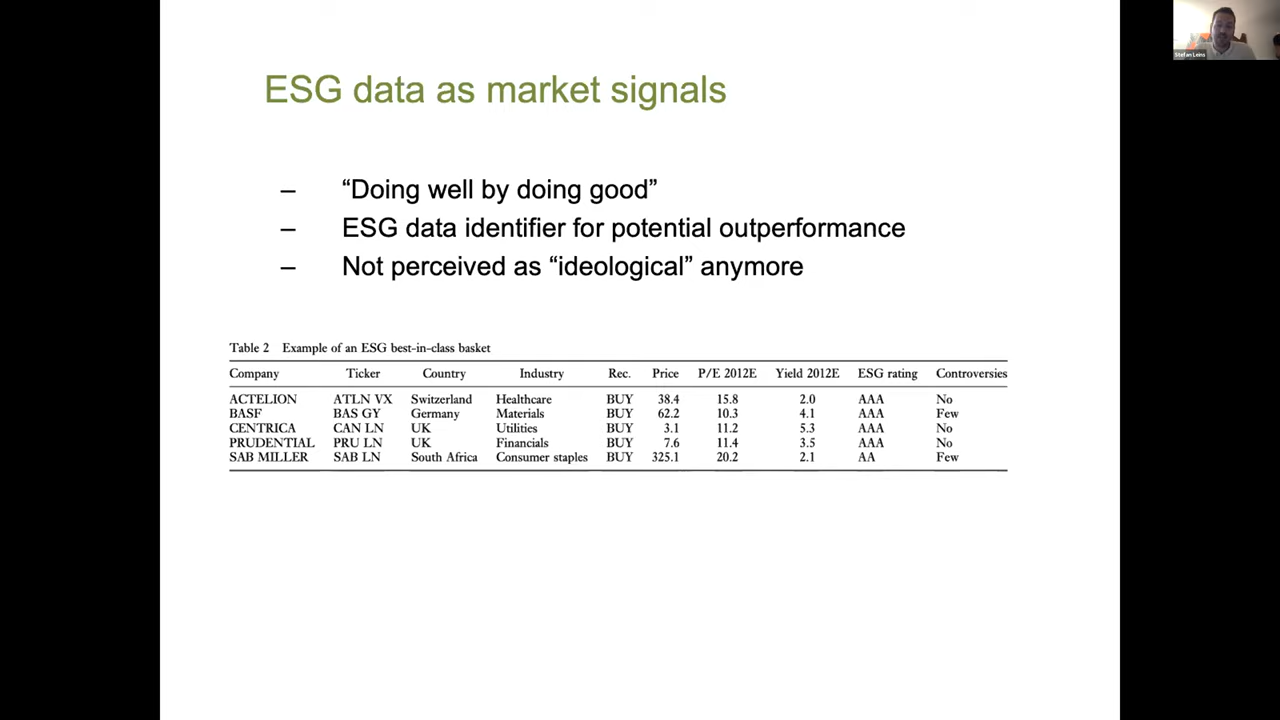 ESG data as market signals
Stefan Leins
– “Doing well by doing good”
– ESG data identifier for potential outperformance
– Not perceived as “ideological” anymore
Table 2 Example of an ESG best-in-class basket
Company Ticker Country Industry Rec. Price P/E 2012E Yield 2012E ESG rating Controversies
ACTELION ATLN VX Switzerland Healthcare BUY 38.4 15.8 2.0 AAA No
BASF BAS GY Germany Materials BUY 62.2 10.3 4.1 AAA Few
CENTRICA CAN LN UK Utilities BUY 3.1 11.2 5.3 AAA No
PRUDENTIAL PRU LN UK Financials BUY 7.6 11.4 3.5 AAA No
SAB MILLER SAB LN South Africa Consumer staples BUY 325.1 20.2 2.1 AA Few